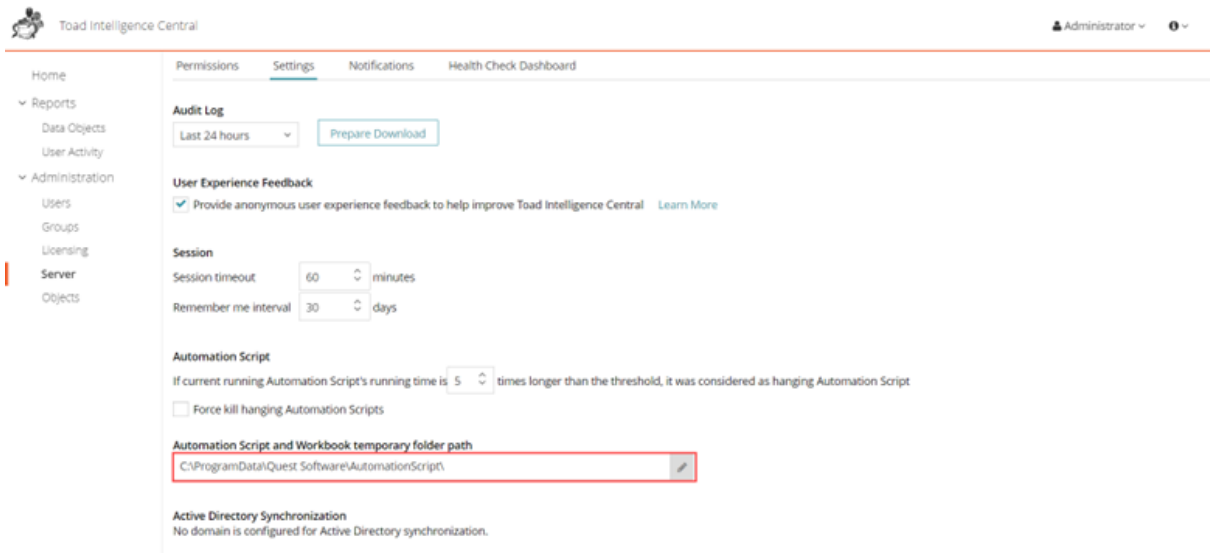 Toad Intelligence Central
Administrator
Home
Reports
Data Objects
User Activity
Administration
Users
Groups
Licensing
Server
Objects
Permissions Settings Notifications Health Check Dashboard
Audit Log
Last 24 hours Prepare Download
User Experience Feedback
Provide anonymous user experience feedback to help improve Toad Intelligence Central Learn More
Session
Session timeout 60 minutes
Remember me interval 30 days
Automation Script
If current running Automation Script's running time is 5 times longer than the threshold, it was considered as hanging Automation Script
Force kill hanging Automation Scripts
Automation Script and Workbook temporary folder path
C:\ProgramData\Quest Software\AutomationScript\
Active Directory Synchronization
No domain is configured for Active Directory synchronization.